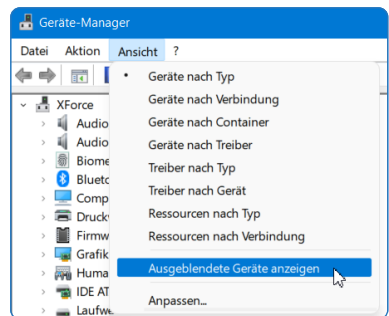 Geräte-Manager
Datei Aktion Ansicht ?
Geräte nach Typ
Geräte nach Verbindung
Geräte nach Container
Geräte nach Treiber
Treiber nach Typ
Treiber nach Gerät
Ressourcen nach Typ
Ressourcen nach Verbindung
Ausgeblendete Geräte anzeigen
Anpassen...
XForce
Audio
Audio
Biome
Blueto
Comp
Druck
Firmw
Grafik
Huma
IDE AT
Laufwe